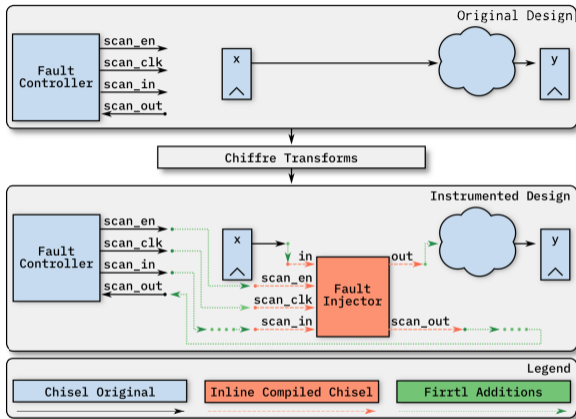 Original Design
Fault
Controller
scan_en
scan_clk
scan_in
scan_out
x
y
Chiffre Transforms
Instrumented Design
Fault
Controller
scan_en
scan_clk
scan_in
scan_out
x
in
scan_en
scan_clk
scan_in
Fault
Injector
out
scan_out
y
Legend
Chisel Original
Inline Compiled Chisel
Firrtl Additions